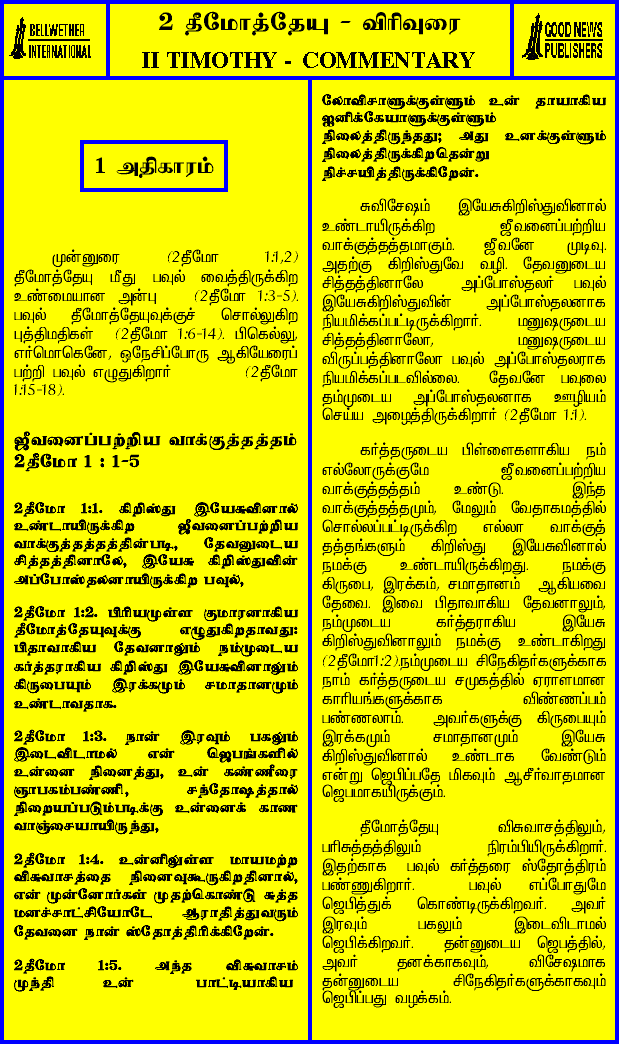 BELLWETHER
INTERNATIONAL
2 தீமோத்தேயு - விரிவுரை
II TIMOTHY - COMMENTARY
GOOD NEWS
PUBLISHERS
1 அதிகாரம்
முன்னுரை (2தீமோ 1:1,2)
தீமோத்தேயு மீது பவுல் வைத்திருக்கிற
உண்மையான அன்பு (2தீமோ 1:3-5).
பவுல் தீமோத்தேயுவுக்குச் சொல்லுகிற
புத்திமதிகள் (2தீமோ 1:6-14). பிகெல்லு,
எர்மொகெனே, ஒநேசிப்போரு ஆகியேரைப்
பற்றி பவுல் எழுதுகிறார் (2தீமோ
1:15-18).
ஜீவனைப்பற்றிய வாக்குத்தத்தம்
2தீமோ 1 : 1-5
2தீமோ 1:1. கிறிஸ்து இயேசுவினால்
உண்டாயிருக்கிற ஜீவனைப்பற்றிய
வாக்குத்தத்தத்தின்படி, தேவனுடைய
சித்தத்தினாலே, இயேசு கிறிஸ்துவின்
அப்போஸ்தலனாயிருக்கிற பவுல்,
2தீமோ 1:2. பிரியமுள்ள குமாரனாகிய
தீமோத்தேயுவுக்கு எழுதுகிறதாவது:
பிதாவாகிய தேவனாலும் நம்முடைய
கர்த்தராகிய கிறிஸ்து இயேசுவினாலும்
கிருபையும் இரக்கமும் சமாதானமும்
உண்டாவதாக.
2தீமோ 1:3. நான் இரவும் பகலும்
இடைவிடாமல் என் ஜெபங்களில்
உன்னை நினைத்து, உன் கண்ணீரை
ஞாபகம்பண்ணி, சந்தோஷத்தால்
நிறையப்படும்படிக்கு உன்னைக் காண
வாஞ்சையாயிருந்து,
2தீமோ 1:4. உன்னிலுள்ள மாயமற்ற
விசுவாசத்தை நினைவுகூருகிறதினால்,
என் முன்னோர்கள் முதற்கொண்டு சுத்த
மனச்சாட்சியோடே ஆராதித்துவரும்
தேவனை நான் ஸ்தோத்திரிக்கிறேன்.
2தீமோ 1:5. அந்த விசுவாசம்
முந்தி உன் பாட்டியாகிய
லோவிசாளுக்குள்ளும் உன் தாயாகிய
ஐனிக்கேயாளுக்குள்ளும்
நிலைத்திருந்தது; அது உனக்குள்ளும்
நிலைத்திருக்கிறதென்று
நிச்சயித்திருக்கிறேன்.
சுவிசேஷம் இயேசுகிறிஸ்துவினால்
உண்டாயிருக்கிற ஜீவனைப்பற்றிய
வாக்குத்தத்தமாகும். ஜீவனே முடிவு.
அதற்கு கிறிஸ்துவே வழி. தேவனுடைய
சித்தத்தினாலே அப்போஸ்தலர் பவுல்
இயேசுகிறிஸ்துவின் அப்போஸ்தலனாக
நியமிக்கப்பட்டிருக்கிறார். மனுஷருடைய
சித்தத்தினாலோ, மனுஷருடைய
விருப்பத்தினாலோ பவுல் அப்போஸ்தலராக
நியமிக்கப்படவில்லை. தேவனே பவுலை
தம்முடைய அப்போஸ்தலனாக ஊழியம்
செய்ய அழைத்திருக்கிறார் (2தீமோ 1:1).
கர்த்தருடைய பிள்ளைகளாகிய நம்
எல்லோருக்குமே ஜீவனைப்பற்றிய
வாக்குத்தத்தம் உண்டு. இந்த
வாக்குத்தத்தமும், மேலும் வேதாகமத்தில்
சொல்லப்பட்டிருக்கிற எல்லா வாக்குத்
தத்தங்களும் கிறிஸ்து இயேசுவினால்
நமக்கு உண்டாயிருக்கிறது. நமக்கு
கிருபை, இரக்கம், சமாதானம் ஆகியவை
தேவை. இவை பிதாவாகிய தேவனாலும்,
நம்முடைய கர்த்தராகிய இயேசு
கிறிஸ்துவினாலும் நமக்கு உண்டாகிறது
(2தீமோ1:2).நம்முடைய சிநேகிதர்களுக்காக
நாம் கர்த்தருடைய சமுகத்தில் ஏராளமான
காரியங்களுக்காக விண்ணப்பம்
பண்ணலாம். அவர்களுக்கு கிருபையும்
இரக்கமும் சமாதானமும் இயேசு
கிறிஸ்துவினால் உண்டாக வேண்டும்
என்று ஜெபிப்பதே மிகவும் ஆசீர்வாதமான
ஜெபமாகயிருக்கும்.
தீமோத்தேயு விசுவாசத்திலும்,
பரிசுத்தத்திலும் நிரம்பியிருக்கிறார்.
இதற்காக பவுல் கர்த்தரை ஸ்தோத்திரம்
பண்ணுகிறார். பவுல் எப்போதுமே
ஜெபித்துக் கொண்டிருக்கிறவர். அவர்
இரவும் பகலும் இடைவிடாமல்
ஜெபிக்கிறவர். தன்னுடைய ஜெபத்தில்,
அவர் தனக்காகவும், விசேஷமாக
தன்னுடைய சிநேகிதர்களுக்காகவும்
ஜெபிப்பது வழக்கம்.